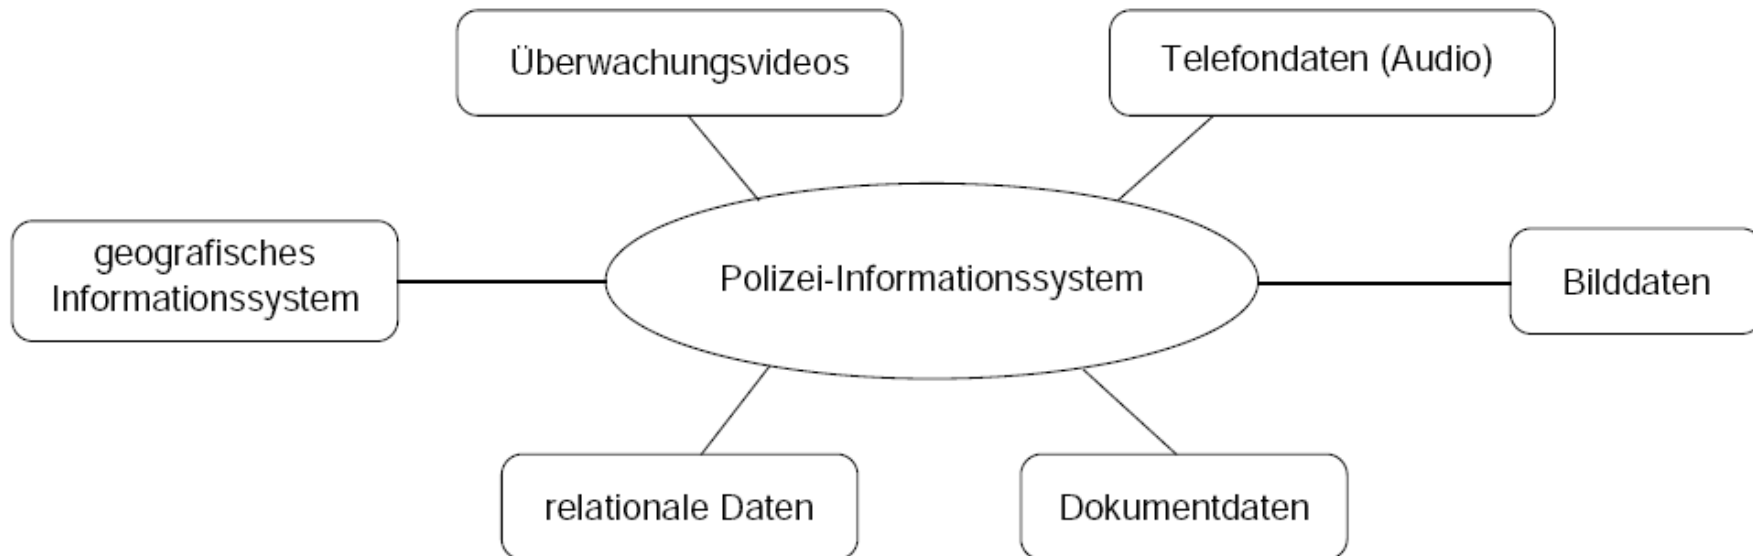 Überwachungsvideos
Telefondaten (Audio)
geografisches
Informationssystem
Polizei-Informationssystem
Bilddaten
relationale Daten
Dokumentdaten